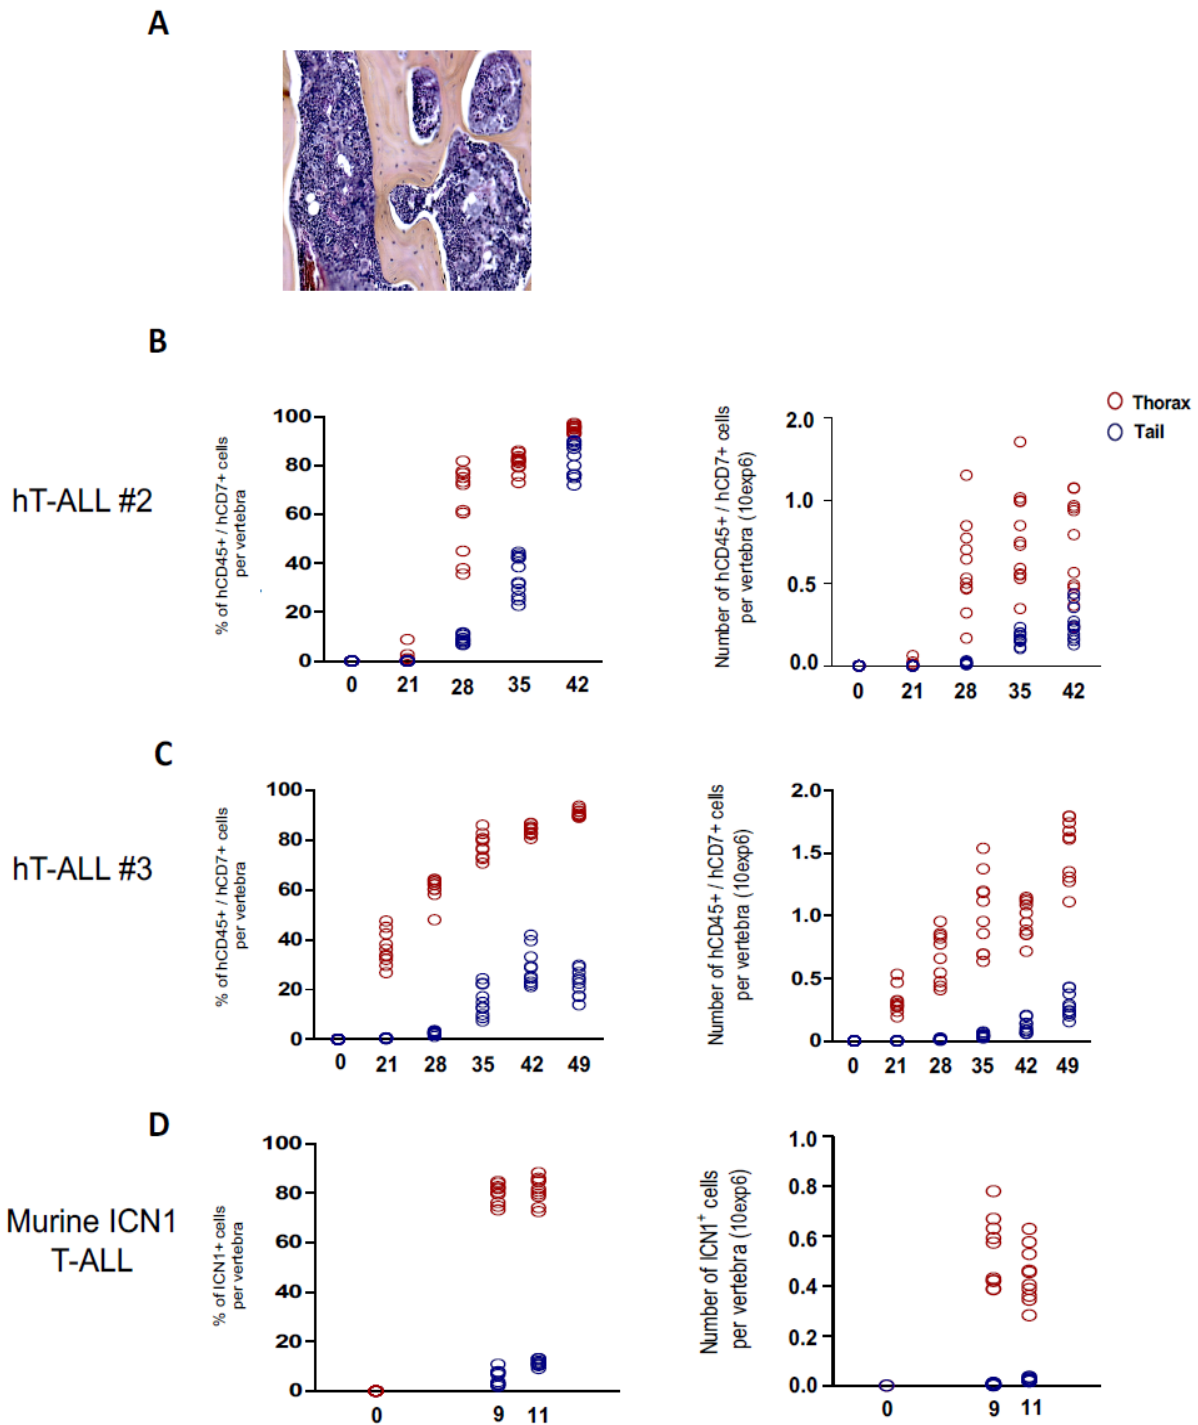 A
B
hT-ALL #2
% of hCD45+ / hCD7+ cells
per vertebra
100
80
60
40
20
0
0 21 28 35 42
Number of hCD45+ / hCD7+ cells
per vertebra (10exp6)
2.0
1.0
0.5
0.0
0 21 28 35 42
Thorax
Tail
C
hT-ALL #3
% of hCD45+ / hCD7+ cells
per vertebra
100
80
60
40
20
0
0 21 28 35 42 49
Number of hCD45+ / hCD7+ cells
per vertebra (10exp6)
2.0
1.5
1.0
0.5
0
0 21 28 35 42 49
D
Murine ICN1
T-ALL
% of ICN1+ cells
per vertebra
100
80
60
40
20
0
0 9 11
Number of ICN1⁺ cells
per vertebra (10exp6)
1.0
0.8
0.6
0.4
0.2
0.0
0 9 11